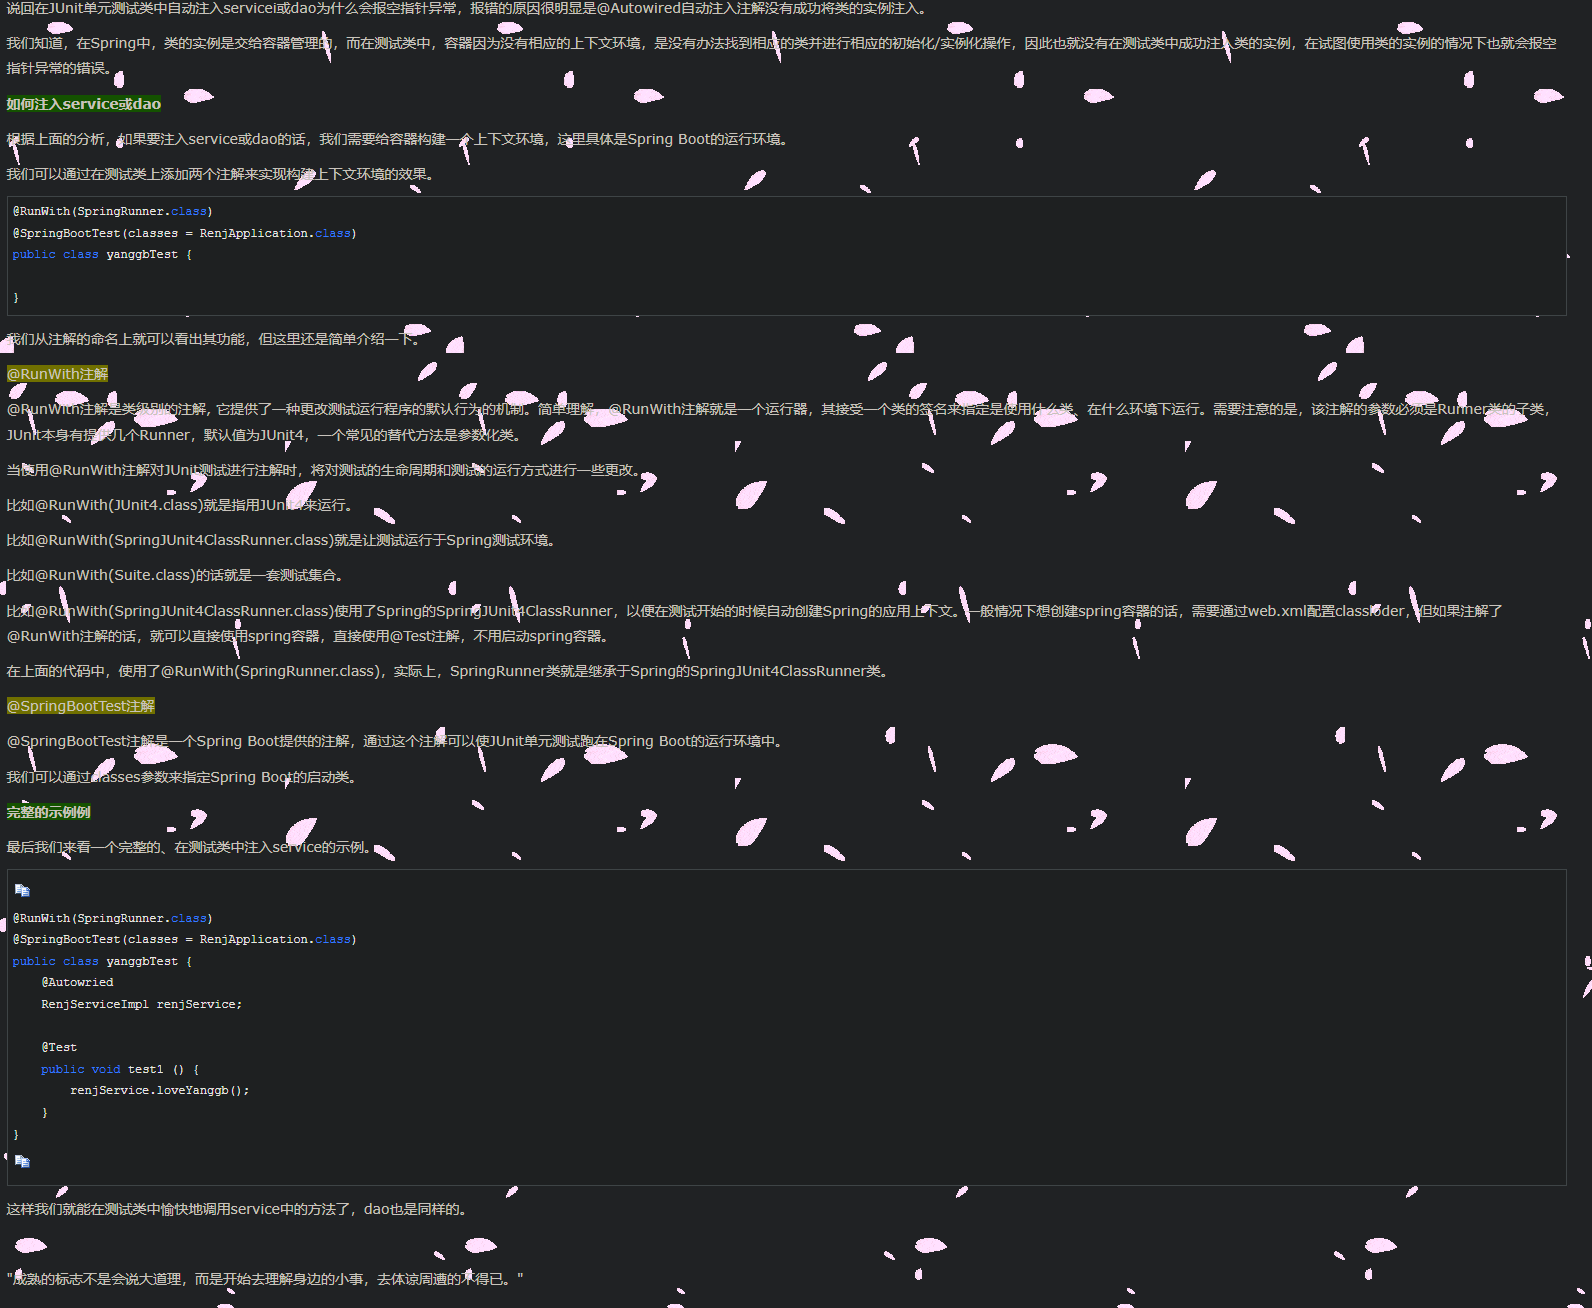 说回在JUnit单元测试类中自动注入servicei或dao为什么会报空指针异常，报错的原因很明显是@Autowired自动注入注解没有成功将类的实例注入。
我们知道，在Spring中，类的实例是交给容器管理的，而在测试类中，容器因为没有相应的上下文环境，是没有办法找到相应的类并进行相应的初始化/实例化操作，因此也就没有在测试类中成功注入类的实例，在试图使用类的实例的情况下也就会报空
指针异常的错误。
如何注入service或dao
根据上面的分析，如果要注入service或dao的话，我们需要给容器构建一个上下文环境，这里具体是Spring Boot的运行环境。
我们可以通过在测试类上添加两个注解来实现构建上下文环境的效果。
@RunWith(SpringRunner.class)
@SpringBootTest(classes = RenjApplication.class)
public class yanggbTest {
}
我们从注解的命名上就可以看出其功能，但这里还是简单介绍一下。
@RunWith注解
@RunWith注解是类级别的注解，它提供了一种更改测试运行程序的默认行为的机制。简单理解，@RunWith注解就是一个运行器，其接受一个类的签名来指定是使用什么类、在什么环境下运行。需要注意的是，该注解的参数必须是Runner类的子类，
JUnit本身有提供几个Runner，默认值为JUnit4，一个常见的替代方法是参数化类。
当使用@RunWith注解对JUnit测试进行注解时，将对测试的生命周期和测试的运行方式进行一些更改。
比如@RunWith(JUnit4.class)就是指用JUnit4来运行。
比如@RunWith(SpringJUnit4ClassRunner.class)就是让测试运行于Spring测试环境。
比如@RunWith(Suite.class)的话就是一套测试集合。
比如@RunWith(SpringJUnit4ClassRunner.class)使用了Spring的SpringJUnit4ClassRunner，以便在测试开始的时候自动创建Spring的应用上下文。一般情况下想创建spring容器的话，需要通过web.xml配置classloder，但如果注解了
@RunWith注解的话，就可以直接使用spring容器，直接使用@Test注解，不用启动spring容器。
在上面的代码中，使用了@RunWith(SpringRunner.class)，实际上，SpringRunner类就是继承于Spring的SpringJUnit4ClassRunner类。
@SpringBootTest注解
@SpringBootTest注解是一个Spring Boot提供的注解，通过这个注解可以使JUnit单元测试跑在Spring Boot的运行环境中。
我们可以通过classes参数来指定Spring Boot的启动类。
完整的示例例
最后我们来看一个完整的、在测试类中注入service的示例。
@RunWith(SpringRunner.class)
@SpringBootTest(classes = RenjApplication.class)
public class yanggbTest {
    @Autowried
    RenjServiceImpl renjService;
    @Test
    public void test1 () {
        renjService.loveYanggb();
    }
}
这样我们就能在测试类中愉快地调用service中的方法了，dao也是同样的。
"成熟的标志不是会说大道理，而是开始去理解身边的小事，去体谅周遭的不得已。"